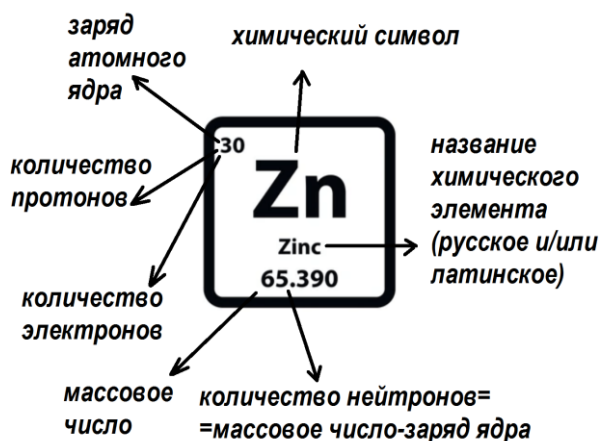 заряд
атомного
ядра
химический символ
30
Zn
Zinc
65.390
количество
протонов
название
химического
элемента
(русское и/или
латинское)
количество
электронов
массовое
число
количество нейтронов=
=массовое число-заряд ядра